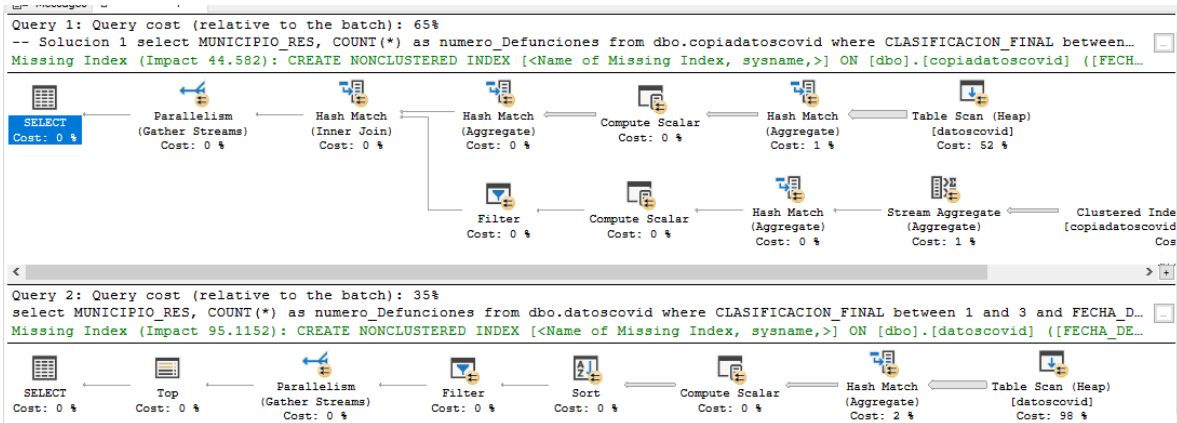 Messages
Query 1: Query cost (relative to the batch): 65%
-- Solucion 1 select MUNICIPIO_RES, COUNT(*) as numero_Defunciones from dbo.copiadatoscovid where CLASIFICACION_FINAL between…
Missing Index (Impact 44.582): CREATE NONCLUSTERED INDEX [<Name of Missing Index, sysname,>] ON [dbo].[copiadatoscovid] ([FECH…
SELECT
Cost: 0 %
Parallelism
(Gather Streams)
Cost: 0 %
Hash Match
(Inner Join)
Cost: 0 %
Hash Match
(Aggregate)
Cost: 0 %
Compute Scalar
Cost: 0 %
Hash Match
(Aggregate)
Cost: 1 %
Table Scan (Heap)
[datoscovid]
Cost: 52 %
Filter
Cost: 0 %
Compute Scalar
Cost: 0 %
Hash Match
(Aggregate)
Cost: 0 %
Stream Aggregate
(Aggregate)
Cost: 1 %
Clustered Inde
[copiadatoscovid
Cos
Query 2: Query cost (relative to the batch): 35%
select MUNICIPIO_RES, COUNT(*) as numero_Defunciones from dbo.datoscovid where CLASIFICACION_FINAL between 1 and 3 and FECHA_D…
Missing Index (Impact 95.1152): CREATE NONCLUSTERED INDEX [<Name of Missing Index, sysname,>] ON [dbo].[datoscovid] ([FECHA_DE…
SELECT
Cost: 0 %
Top
Cost: 0 %
Parallelism
(Gather Streams)
Cost: 0 %
Filter
Cost: 0 %
Sort
Cost: 0 %
Compute Scalar
Cost: 0 %
Hash Match
(Aggregate)
Cost: 2 %
Table Scan (Heap)
[datoscovid]
Cost: 98 %